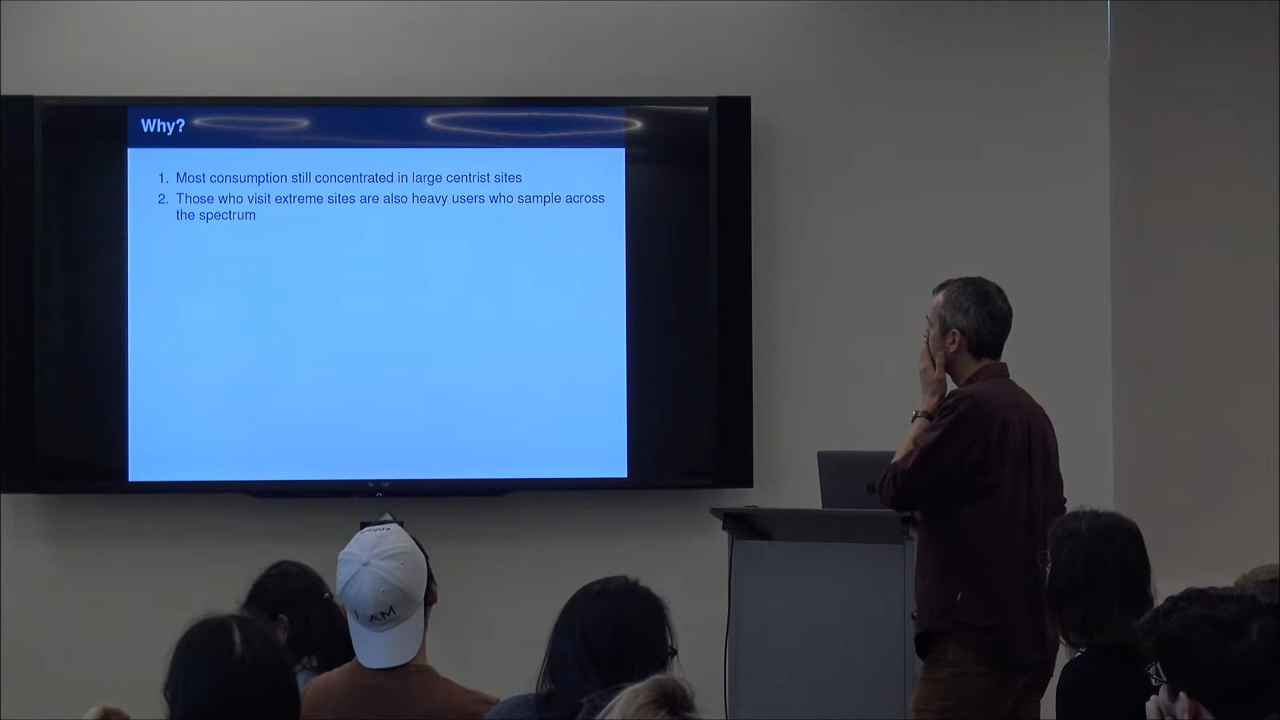 Why?
1. Most consumption still concentrated in large centrist sites
2. Those who visit extreme sites are also heavy users who sample across
the spectrum
I AM